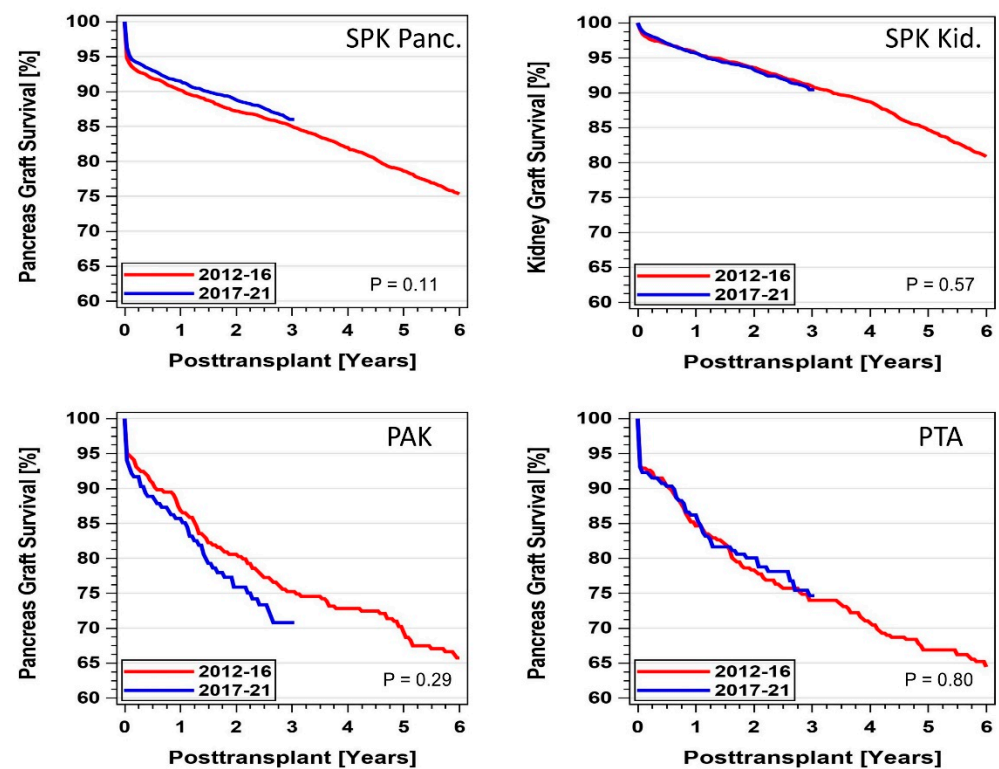 Pancreas Graft Survival [%]
100
95
90
85
80
75
70
65
60
SPK Panc.
2012-16
2017-21
P = 0.11
0 1 2 3 4 5 6
Posttransplant [Years]
Kidney Graft Survival [%]
100
95
90
85
80
75
70
65
60
SPK Kid.
2012-16
2017-21
P = 0.57
0 1 2 3 4 5 6
Posttransplant [Years]
Pancreas Graft Survival [%]
100
95
90
85
80
75
70
65
60
PAK
2012-16
2017-21
P = 0.29
0 1 2 3 4 5 6
Posttransplant [Years]
Pancreas Graft Survival [%]
100
95
90
85
80
75
70
65
60
PTA
2012-16
2017-21
P = 0.80
0 1 2 3 4 5 6
Posttransplant [Years]